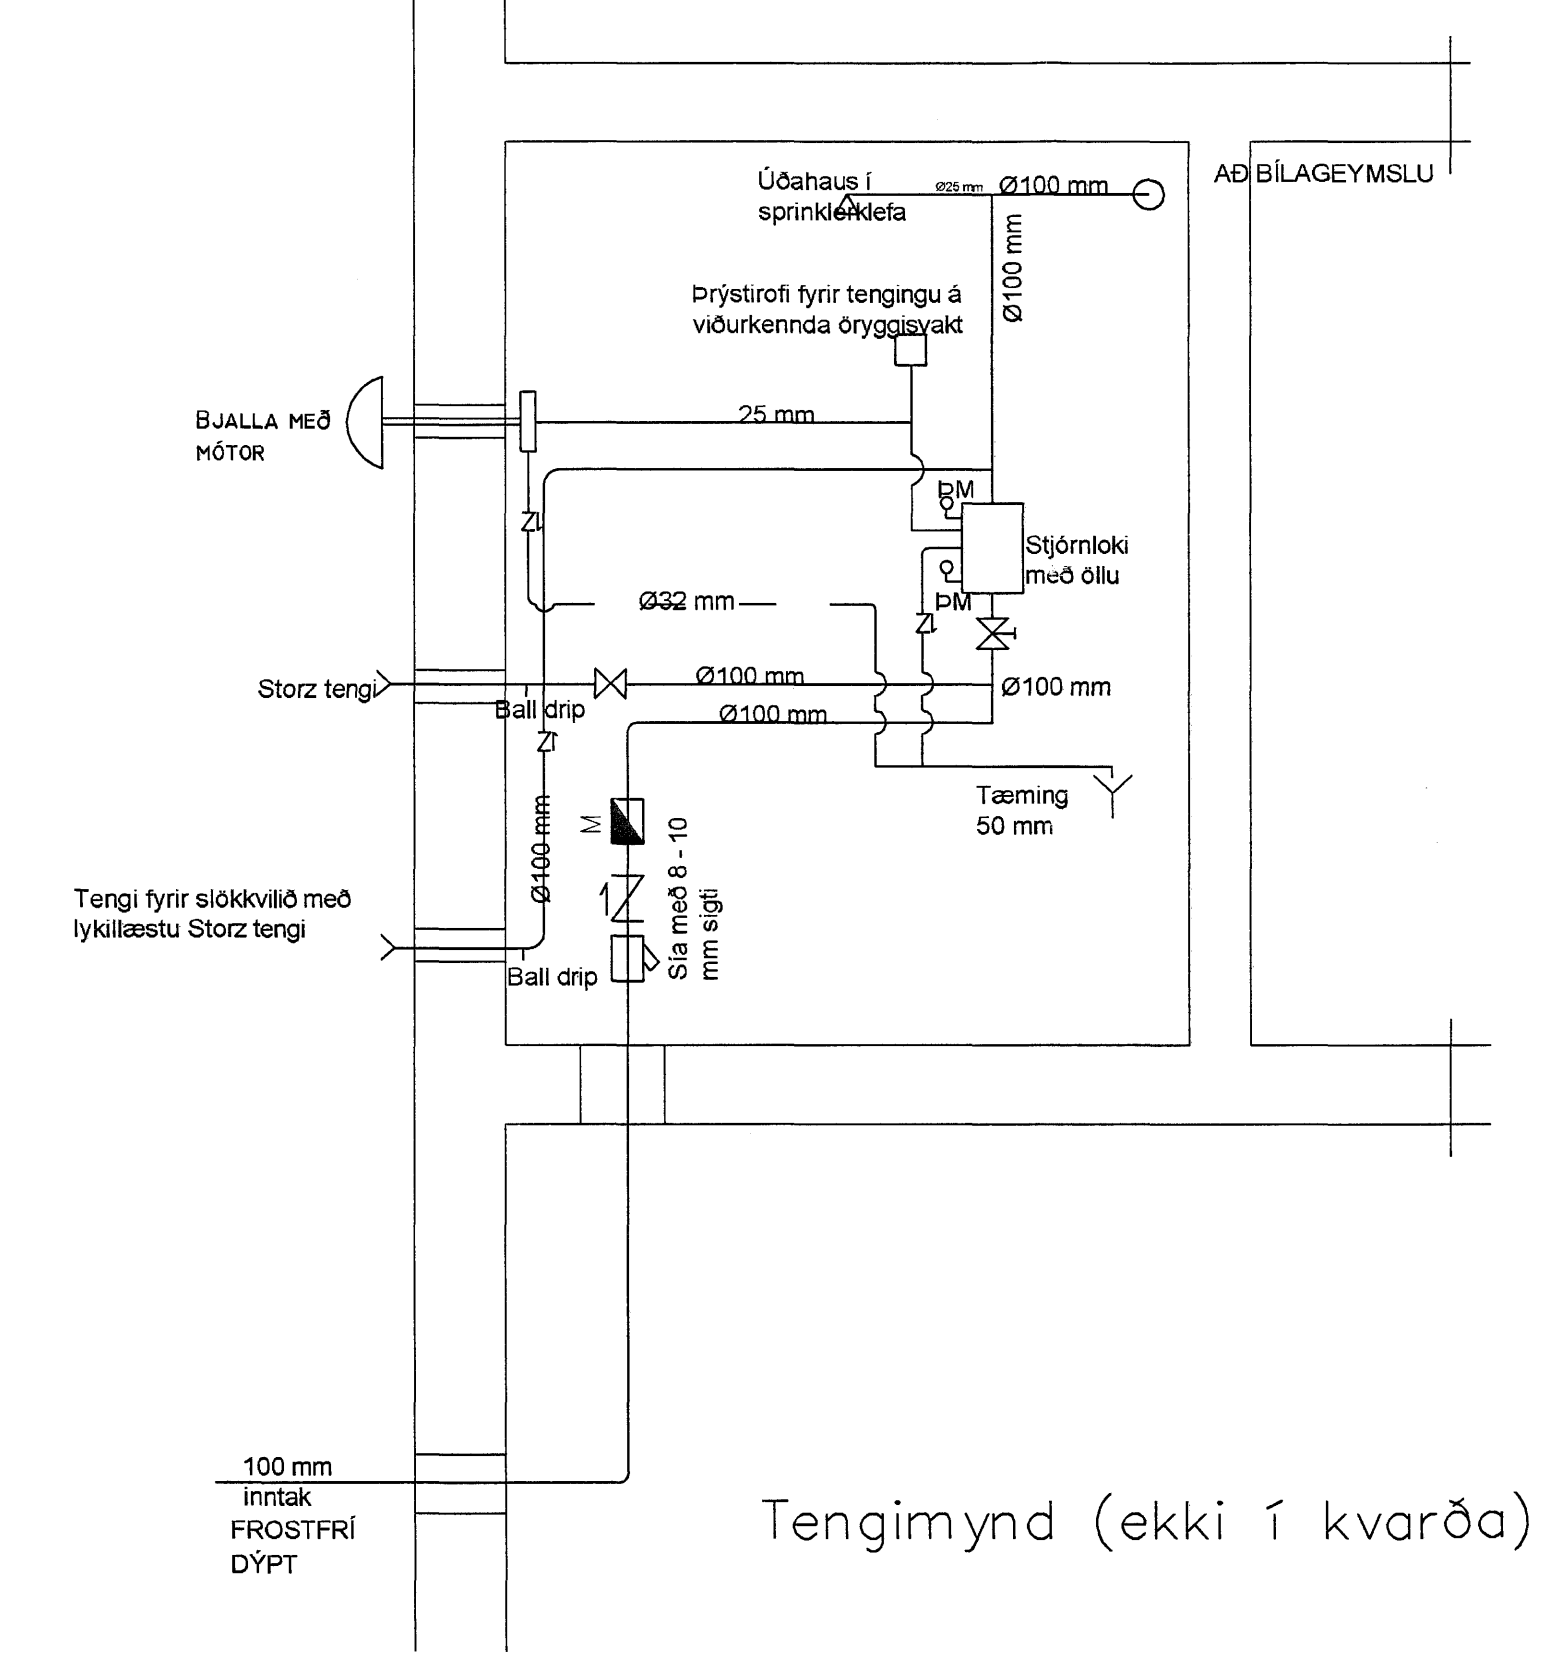 AÐ BÍLAGEYMSLU
Úðahaus í
sprinklerklefa
Ø25 mm
Ø100 mm
Ø100 mm
Þrýstirofi fyrir tengingu á
viðurkennda öryggisvakt
BJALLA MEÐ
MÓTOR
25 mm
ÞM
Stjórnloki
með öllu
ÞM
Ø32 mm
Storz tengi
Ball drip
Ø100 mm
Ø100 mm
Ø100 mm
Tæming
50 mm
M
Ø100 mm
Sía með 8 - 10
mm sigti
Tengi fyrir slökkvilið með
lykillæstu Storz tengi
Ball drip
100 mm
inntak
FROSTFRÍ
DÝPT
Tengimynd (ekki í kvarða)